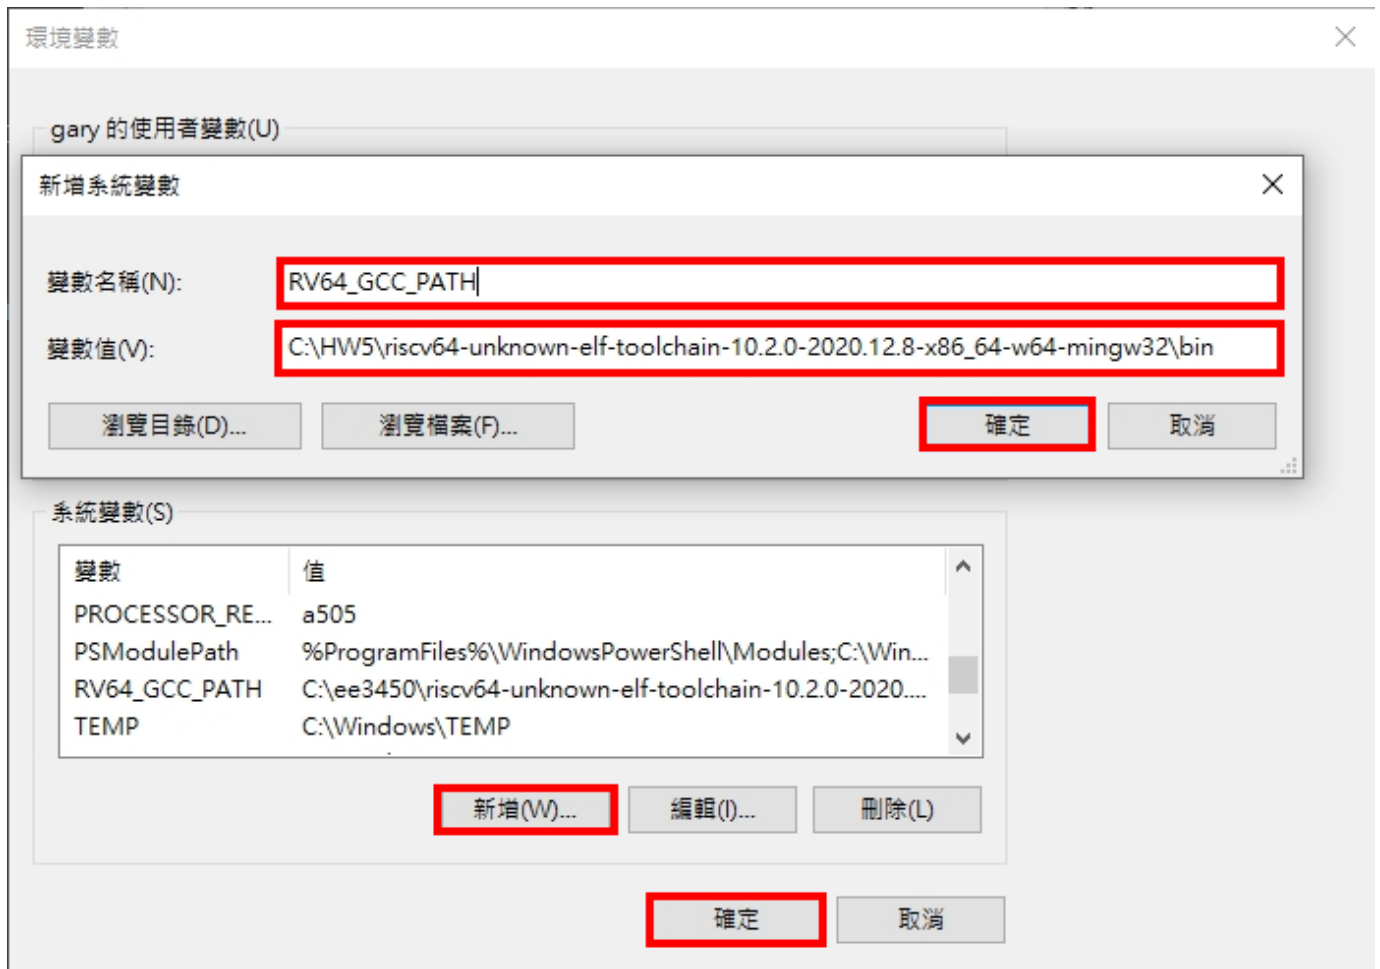 環境變數
gary 的使用者變數(U)
新增系統變數
變數名稱(N):
RV64_GCC_PATH
變數值(V):
C:\HW5\riscv64-unknown-elf-toolchain-10.2.0-2020.12.8-x86_64-w64-mingw32\bin
瀏覽目錄(D)... 瀏覽檔案(F)... 確定 取消
系統變數(S)
變數 值
PROCESSOR_RE... a505
PSModulePath %ProgramFiles%\WindowsPowerShell\Modules;C:\Win...
RV64_GCC_PATH C:\ee3450\riscv64-unknown-elf-toolchain-10.2.0-2020....
TEMP C:\Windows\TEMP
新增(W)... 編輯(I)... 刪除(L)
確定 取消